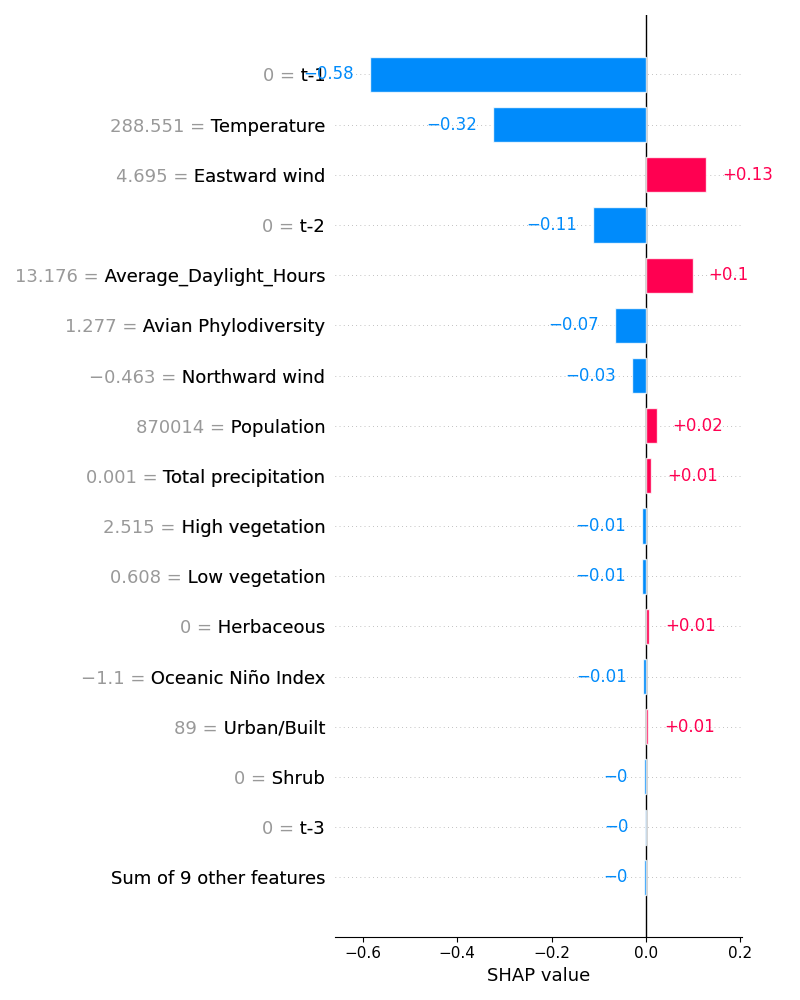 0 = t-1 −0.58
288.551 = Temperature −0.32
4.695 = Eastward wind +0.13
0 = t-2 −0.11
13.176 = Average_Daylight_Hours +0.1
1.277 = Avian Phylodiversity −0.07
−0.463 = Northward wind −0.03
870014 = Population +0.02
0.001 = Total precipitation +0.01
2.515 = High vegetation −0.01
0.608 = Low vegetation −0.01
0 = Herbaceous +0.01
−1.1 = Oceanic Niño Index −0.01
89 = Urban/Built +0.01
0 = Shrub −0
0 = t-3 −0
Sum of 9 other features −0
−0.6 −0.4 −0.2 0.0 0.2
SHAP value